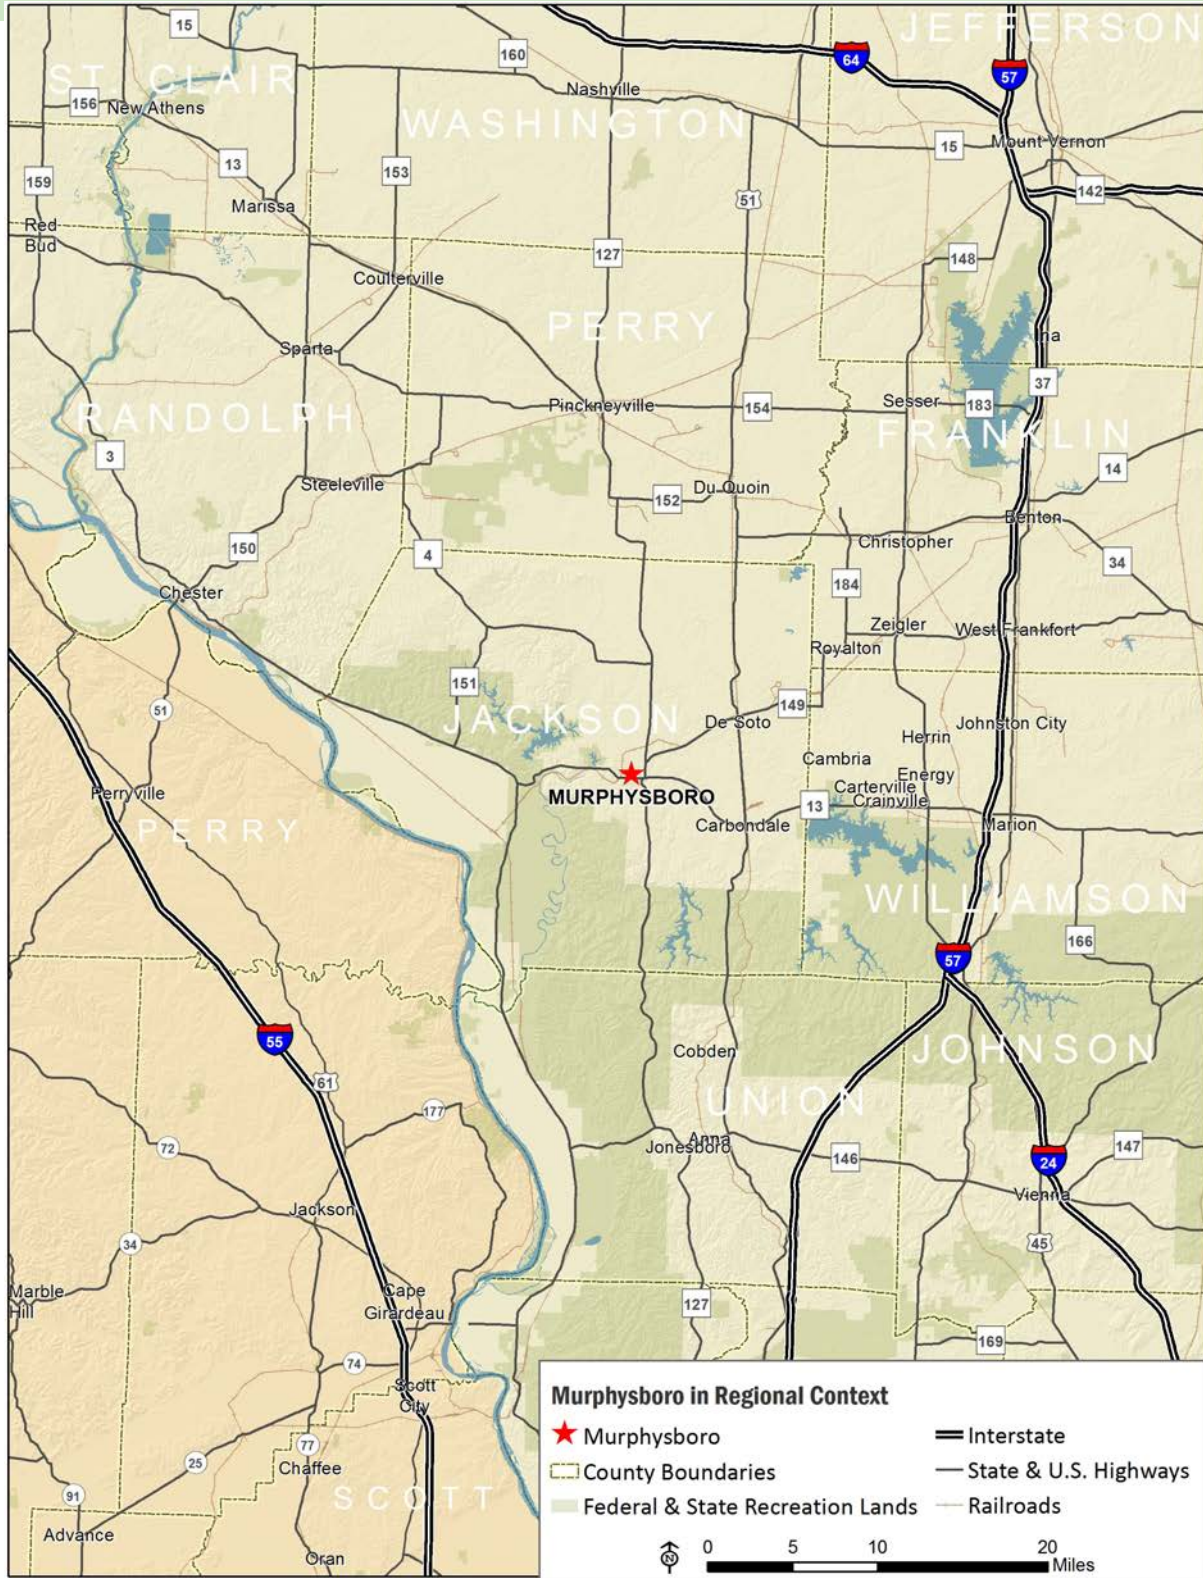 JEFFERSON
15
160
64
57
ST. CLAIR
156
New Athens
Nashville
WASHINGTON
13
153
15
Mount Vernon
159
142
Marissa
51
Red
Bud
127
148
Coulterville
PERRY
Sparta
na
37
Pinckneyville
154
Sesser
183
RANDOLPH
FRANKLIN
3
14
Steeleville
152
Du Quoin
Benton
150
4
Christopher
34
184
Chester
Zeigler
West Frankfort
Royalton
151
149
51
JACKSON
De Soto
Johnston City
Herrin
Cambria
Energy
MURPHYSBORO
Carterville
Crainville
13
Perryville
PERRY
Carbondale
Marion
WILLIAMSON
166
57
55
Cobden
JOHNSON
61
UNION
177
72
Anna
Jonesboro
146
147
24
Vienna
Jackson
34
45
Marble
Hill
Cape
Girardeau
127
169
74
Scott
City
77
25
Chaffee
SCOTT
91
Advance
Oran
Murphysboro in Regional Context
Murphysboro
County Boundaries
Federal & State Recreation Lands
Interstate
State & U.S. Highways
Railroads
N
0 5 10 20
Miles